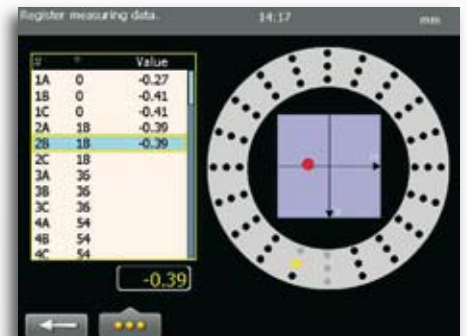 Register measuring data. 14:17 mm
# ° Value
1A 0 -0.27
1B 0 -0.41
1C 0 -0.41
2A 18 -0.39
2B 18 -0.39
2C 18
3A 36
3B 36
3C 36
4A 54
4B 54
4C 54
-0.39